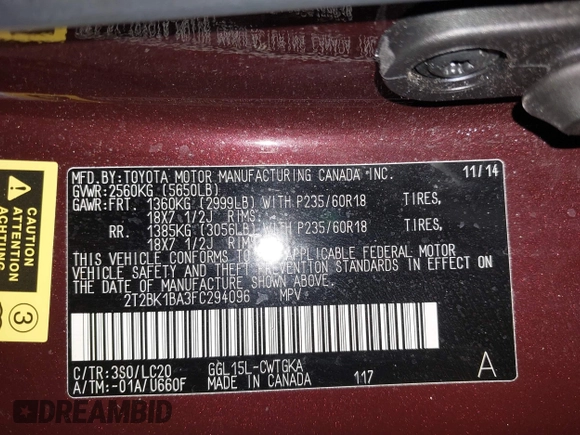 MFD.BY:TOYOTA MOTOR MANUFACTURING CANADA INC. 11/14
GVWR:2560KG (5650LB)
GAWR:FRT. 1360KG (2999LB) WITH P235/60R18 TIRES,
18X7 1/2J RIMS.
RR. 1385KG (3056LB) WITH P235/60R18 TIRES,
18X7 1/2J RIMS
THIS VEHICLE CONFORMS TO ALL APPLICABLE FEDERAL MOTOR
VEHICLE SAFETY AND THEFT PREVENTION STANDARDS IN EFFECT ON
THE DATE OF MANUFACTURE SHOWN ABOVE.
2T2BK1BA3FC294096 MPV
C/TR:3S0/LC20 GGL15L-CWTGKA A
A/TM:-01A/U660F MADE IN CANADA 117
CAUTION
ATTENTION
3
DREAMBID